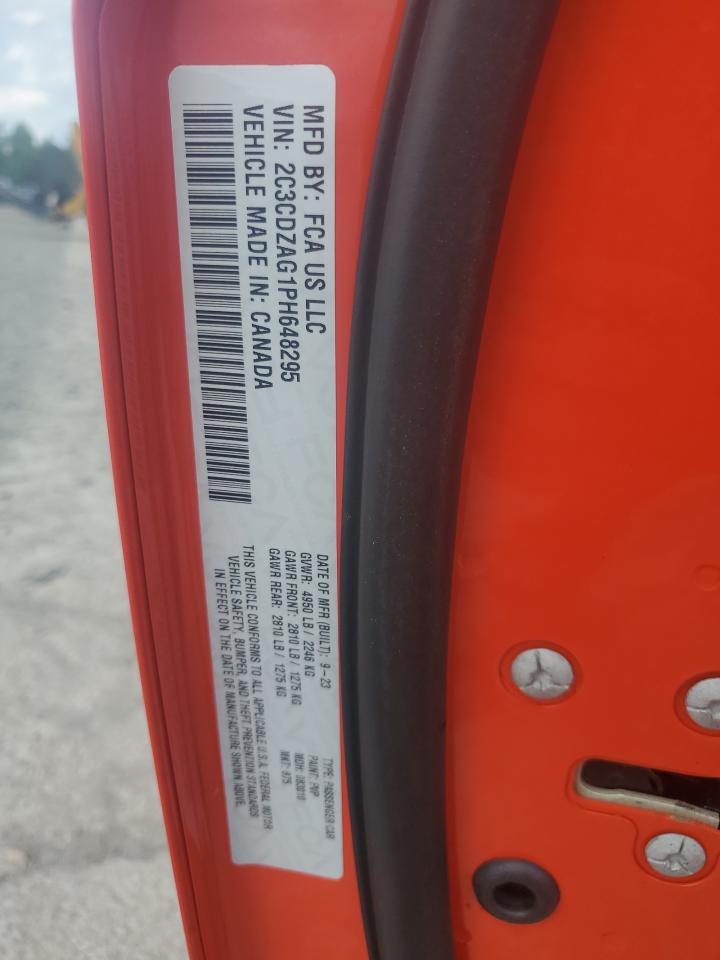 MFD BY: FCA US LLC
VIN: 2C3CDZAG1PH648295
VEHICLE MADE IN: CANADA
DATE OF MFR (BUILT): 9-23
GVWR: 4950 LB / 2246 KG
GAWR FRONT: 2810 LB / 1275 KG
GAWR REAR: 2810 LB / 1275 KG
TYPE: PASSENGER CAR
PAINT:
MDH:
MKT:
THIS VEHICLE CONFORMS TO ALL APPLICABLE U.S.A. FEDERAL MOTOR
VEHICLE SAFETY, BUMPER, AND THEFT PREVENTION STANDARDS
IN EFFECT ON THE DATE OF MANUFACTURE SHOWN ABOVE.